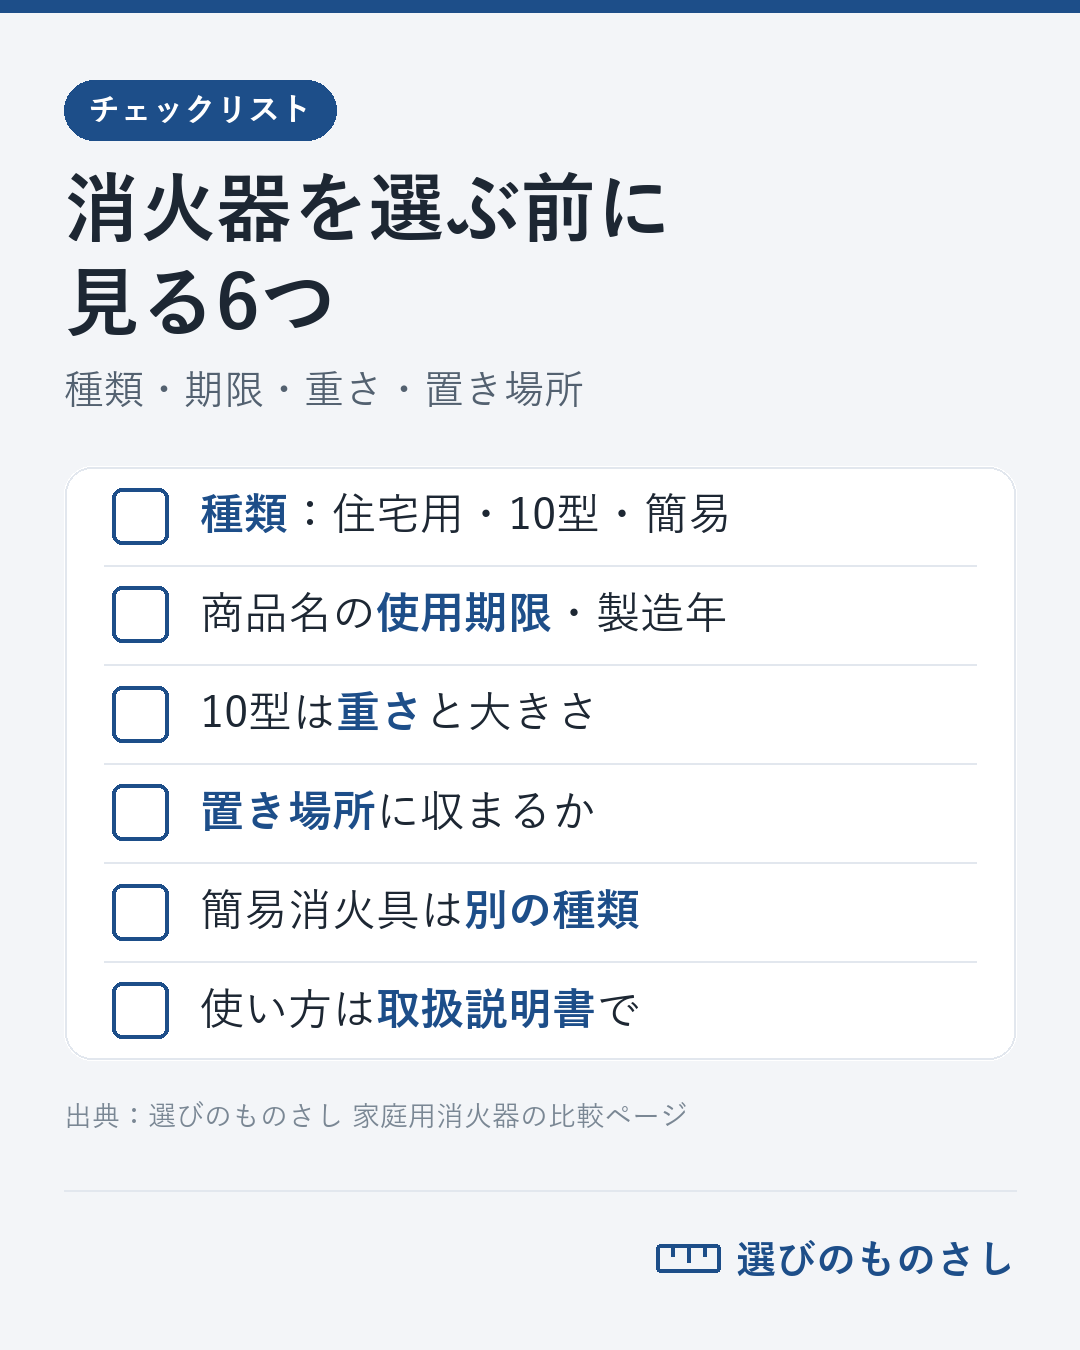 チェックリスト
消火器を選ぶ前に
見る6つ
種類・期限・重さ・置き場所
種類：住宅用・10型・簡易
商品名の使用期限・製造年
10型は重さと大きさ
置き場所に収まるか
簡易消火具は別の種類
使い方は取扱説明書で
出典：選びのものさし 家庭用消火器の比較ページ
選びのものさし